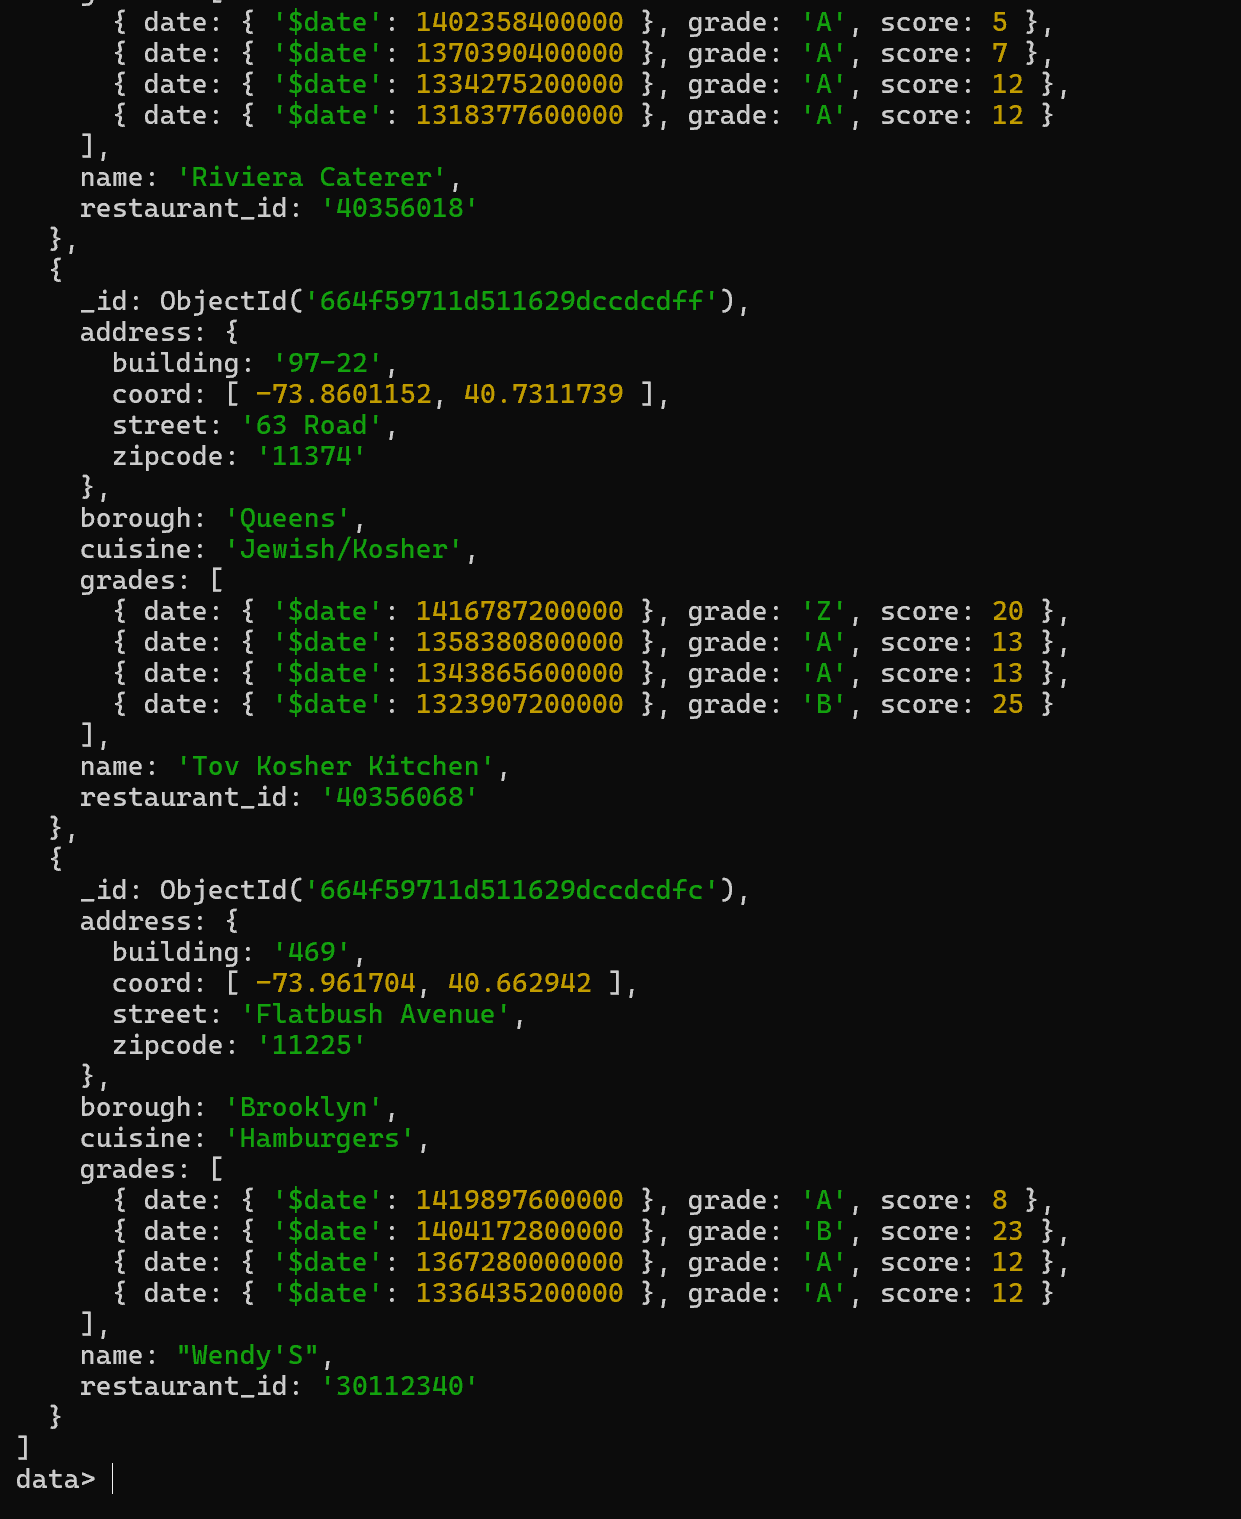 { date: { '$date': 1402358400000 }, grade: 'A', score: 5 },
{ date: { '$date': 1370390400000 }, grade: 'A', score: 7 },
{ date: { '$date': 1334275200000 }, grade: 'A', score: 12 },
{ date: { '$date': 1318377600000 }, grade: 'A', score: 12 }
],
name: 'Riviera Caterer',
restaurant_id: '40356018'
},
{
_id: ObjectId('664f59711d511629dccdcdff'),
address: {
building: '97-22',
coord: [ -73.8601152, 40.7311739 ],
street: '63 Road',
zipcode: '11374'
},
borough: 'Queens',
cuisine: 'Jewish/Kosher',
grades: [
{ date: { '$date': 1416787200000 }, grade: 'Z', score: 20 },
{ date: { '$date': 1358380800000 }, grade: 'A', score: 13 },
{ date: { '$date': 1343865600000 }, grade: 'A', score: 13 },
{ date: { '$date': 1323907200000 }, grade: 'B', score: 25 }
],
name: 'Tov Kosher Kitchen',
restaurant_id: '40356068'
},
{
_id: ObjectId('664f59711d511629dccdcdfc'),
address: {
building: '469',
coord: [ -73.961704, 40.662942 ],
street: 'Flatbush Avenue',
zipcode: '11225'
},
borough: 'Brooklyn',
cuisine: 'Hamburgers',
grades: [
{ date: { '$date': 1419897600000 }, grade: 'A', score: 8 },
{ date: { '$date': 1404172800000 }, grade: 'B', score: 23 },
{ date: { '$date': 1367280000000 }, grade: 'A', score: 12 },
{ date: { '$date': 1336435200000 }, grade: 'A', score: 12 }
],
name: "Wendy'S",
restaurant_id: '30112340'
}
]
data>